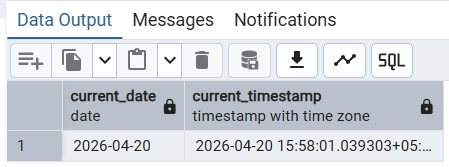 Data Output Messages Notifications
SQL
current_date current_timestamp
date timestamp with time zone
1 2026-04-20 2026-04-20 15:58:01.039303+05:...